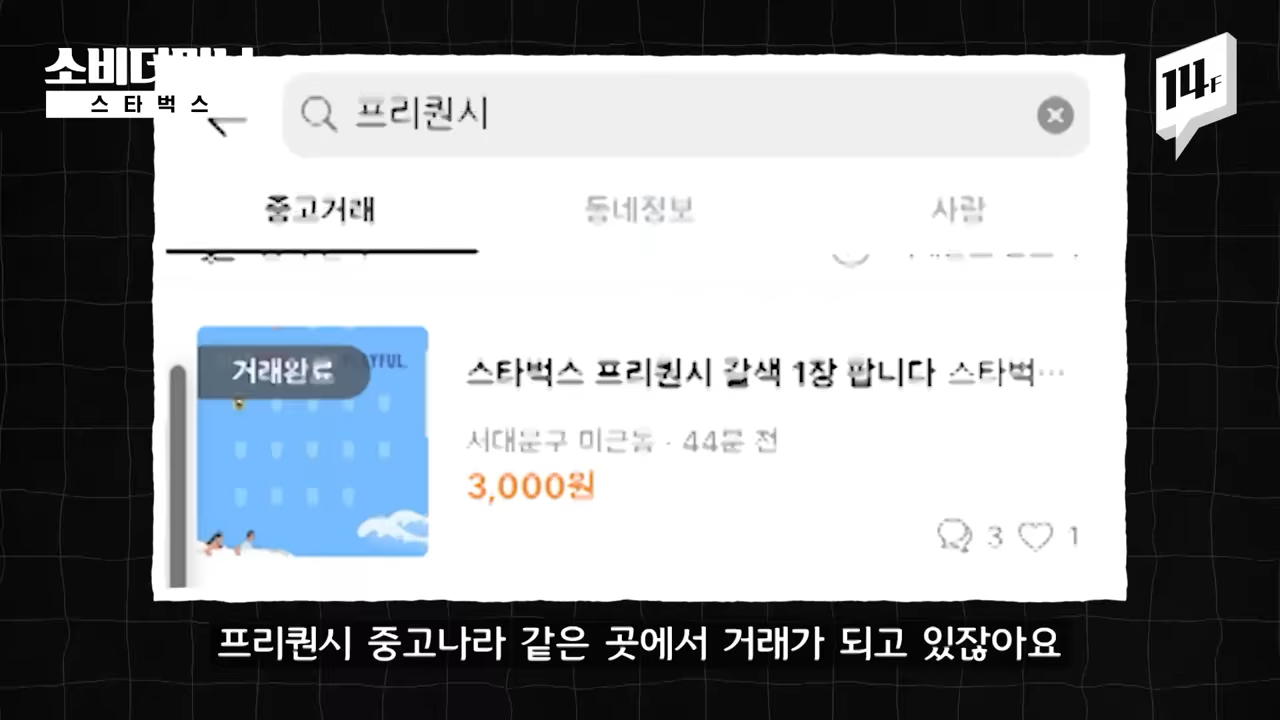 스타벅스
14F
프리퀀시
중고거래
동네정보
사람
거래완료
YFUL
스타벅스 프리퀀시 갈색 1장 팝니다 스타벅…
서대문구 미근동 · 44분 전
3,000원
3 1
프리퀀시 중고나라 같은 곳에서 거래가 되고 있잖아요